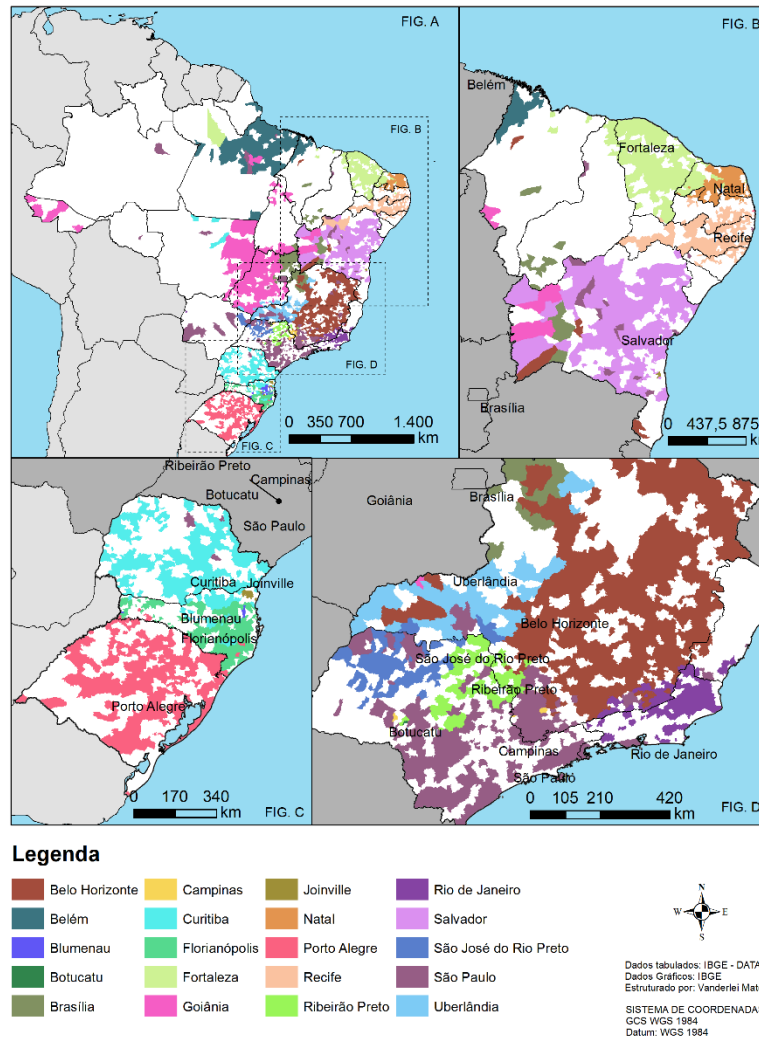 FIG. A
FIG. B
FIG. D
FIG. C
0 350 700 1.400
km
FIG. B
Belém
Fortaleza
Natal
Recife
Salvador
Brasília
0 437,5 875
km
Ribeirão Preto
Campinas
Botucatu
São Paulo
Curitiba Joinville
Blumenau
Florianópolis
Porto Alegre
0 170 340
km
FIG. C
Goiânia
Brasília
Uberlândia
Belo Horizonte
São José do Rio Preto
Ribeirão Preto
Botucatu
Campinas
São Paulo
Rio de Janeiro
0 105 210 420
km
FIG. D
Legenda
Belo Horizonte Campinas Joinville Rio de Janeiro
Belém Curitiba Natal Salvador
Blumenau Florianópolis Porto Alegre São José do Rio Preto
Botucatu Fortaleza Recife São Paulo
Brasília Goiânia Ribeirão Preto Uberlândia
N
W E
S
Dados tabulados: IBGE - DATA
Dados Gráficos: IBGE
Estruturado por: Vanderlei Mat
SISTEMA DE COORDENADAS
GCS WGS 1984
Datum: WGS 1984